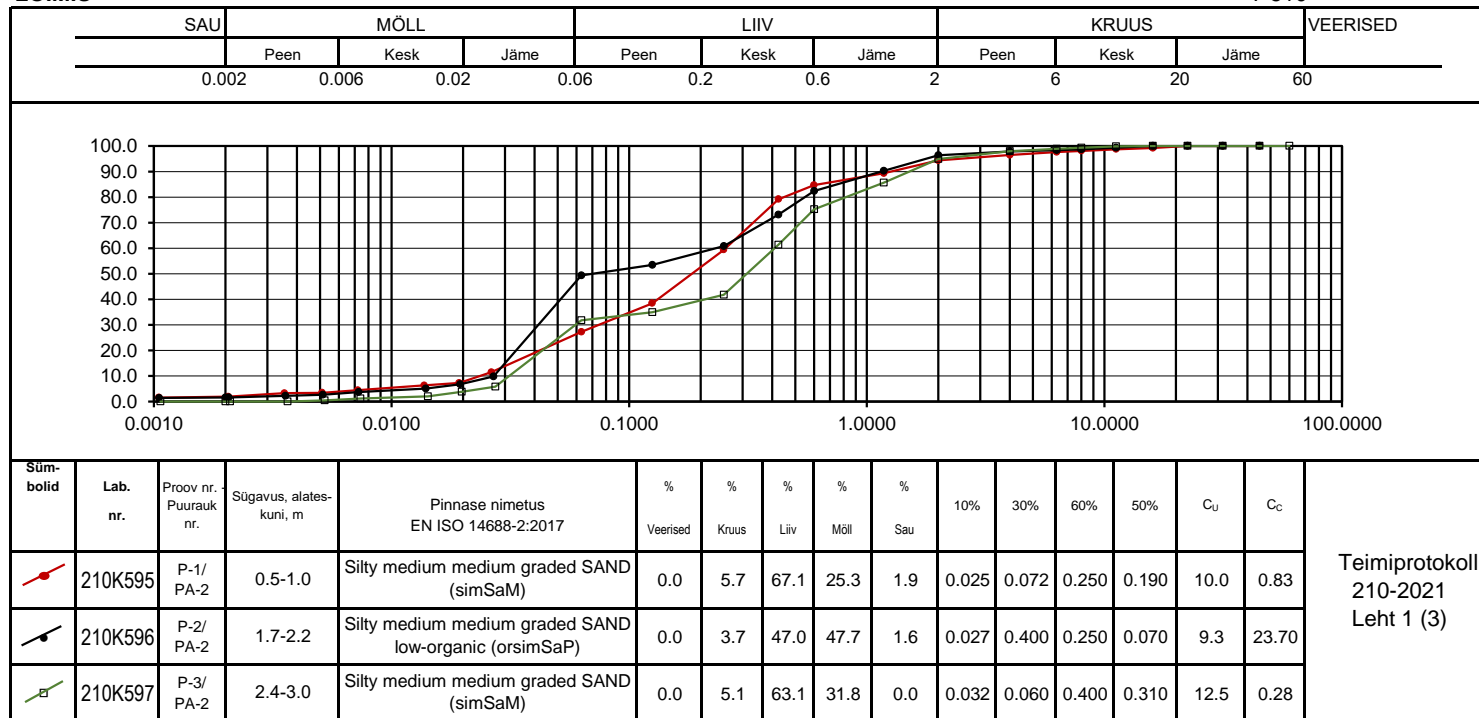 SAU MÖLL LIIV KRUUS VEERISED
Peen Kesk Jäme Peen Kesk Jäme Peen Kesk Jäme
0.002 0.006 0.02 0.06 0.2 0.6 2 6 20 60
100.0
90.0
80.0
70.0
60.0
50.0
40.0
30.0
20.0
10.0
0.0
0.0010 0.0100 0.1000 1.0000 10.0000 100.0000
Süm-
bolid
Lab.
nr.
Proov nr. -
Puurauk
nr.
Sügavus, alates-
kuni, m
Pinnase nimetus
EN ISO 14688-2:2017
%
Veerised
%
Kruus
%
Liiv
%
Möll
%
Sau
10% 30% 60% 50% CU CC
210K595
P-1/
PA-2
0.5-1.0
Silty medium medium graded SAND
(simSaM)
0.0 5.7 67.1 25.3 1.9 0.025 0.072 0.250 0.190 10.0 0.83
210K596
P-2/
PA-2
1.7-2.2
Silty medium medium graded SAND
low-organic (orsimSaP)
0.0 3.7 47.0 47.7 1.6 0.027 0.400 0.250 0.070 9.3 23.70
210K597
P-3/
PA-2
2.4-3.0
Silty medium medium graded SAND
(simSaM)
0.0 5.1 63.1 31.8 0.0 0.032 0.060 0.400 0.310 12.5 0.28
Teimiprotokoll
210-2021
Leht 1 (3)